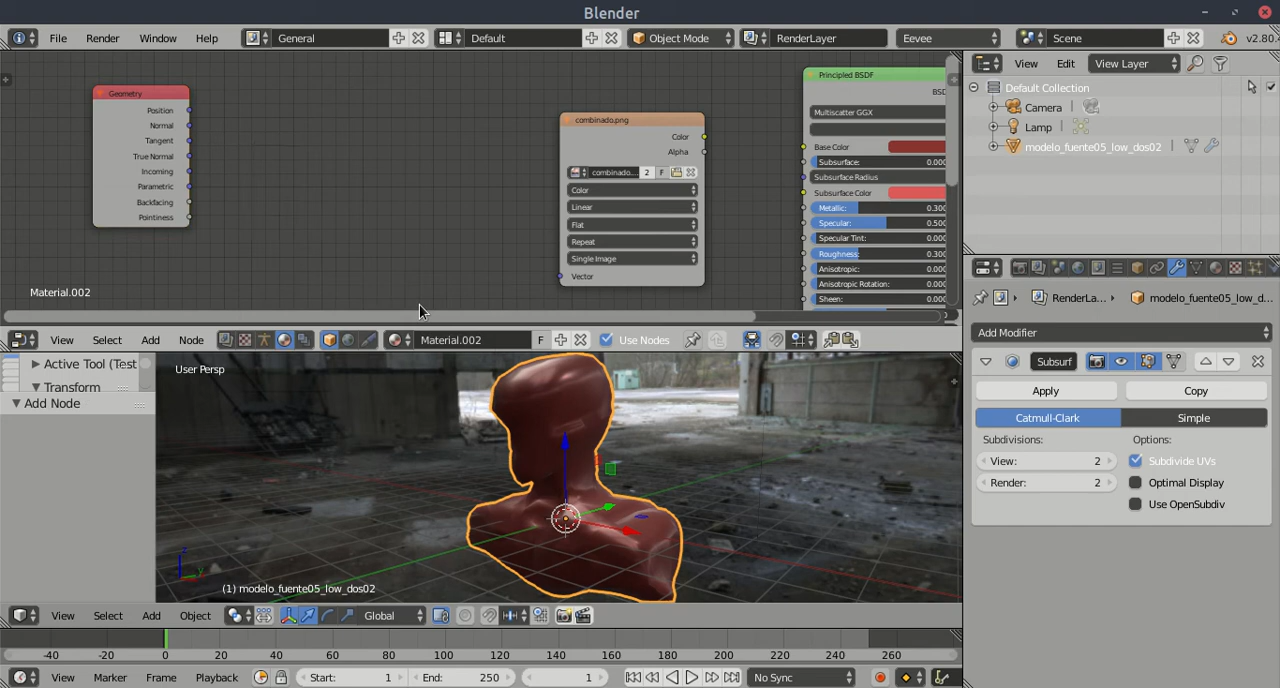 Blender
File Render Window Help General Default Object Mode RenderLayer Eevee Scene v2.80.
Geometry
Position
Normal
Tangent
True Normal
Incoming
Parametric
Backfacing
Pointiness
Material.002
combinado.png
Color
Alpha
combinado.... 2 F
Color
Linear
Flat
Repeat
Single Image
Vector
Principled BSDF
BSD
Multiscatter GGX
Base Color
Subsurface: 0.000
Subsurface Radius
Subsurface Color
Metallic: 0.300
Specular: 0.500
Specular Tint: 0.000
Roughness: 0.300
Anisotropic: 0.000
Anisotropic Rotation: 0.000
Sheen: 0.000
View Select Add Node Material.002 F Use Nodes
Active Tool (Test
Transform
Add Node
User Persp
(1) modelo_fuente05_low_dos02
View Select Add Object Global
-40 -20 0 20 40 60 80 100 120 140 160 180 200 220 240 260
View Marker Frame Playback Start: 1 End: 250 1 No Sync
View Edit View Layer
Default Collection
Camera
Lamp
modelo_fuente05_low_dos02
RenderLa... modelo_fuente05_low_d...
Add Modifier
Subsurf
Apply Copy
Catmull-Clark Simple
Subdivisions: Options:
View: 2 Subdivide UVs
Render: 2 Optimal Display
Use OpenSubdiv